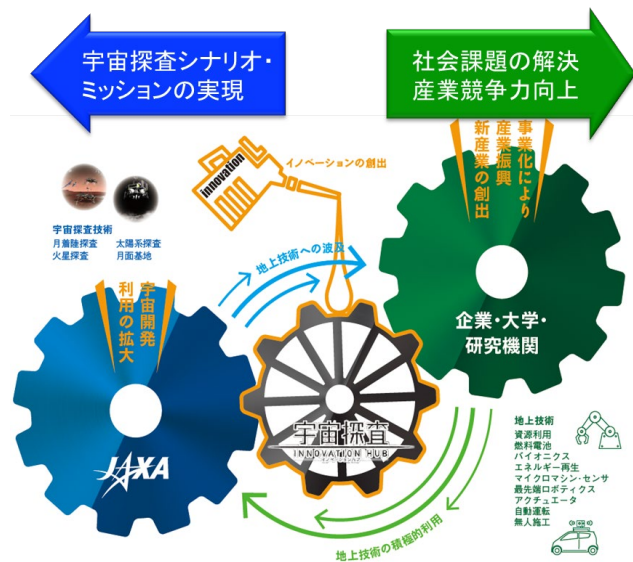 宇宙探査シナリオ・
ミッションの実現
社会課題の解決
産業競争力向上
innovation
イノベーションの創出
事業化により
産業振興
新産業の創出
宇宙探査技術
月着陸探査 太陽系探査
火星探査 月面基地
地上技術への波及
宇宙開発
利用の拡大
企業・大学・
研究機関
宇宙探査
INNOVATION HUB
イノベーションハブ
JAXA
地上技術
資源利用
燃料電池
バイオニクス
エネルギー再生
マイクロマシン・センサ
最先端ロボティクス
アクチュエータ
自動運転
無人施工
地上技術の積極的利用